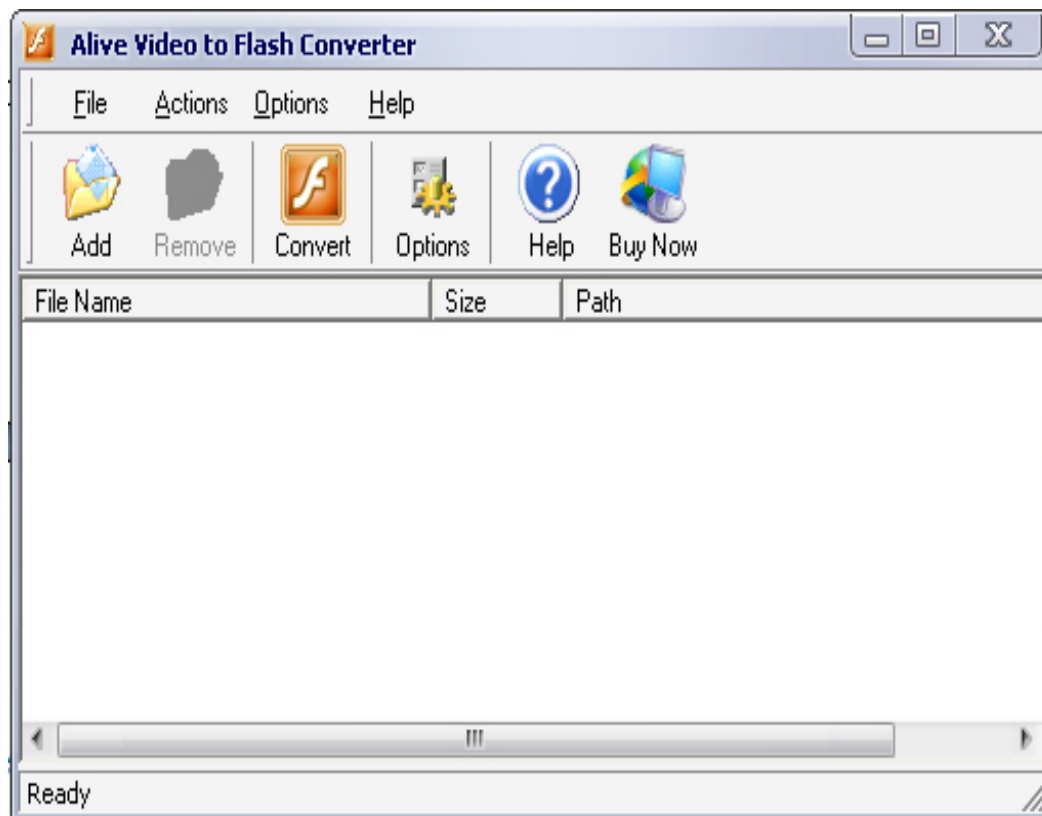 Alive Video to Flash Converter
File Actions Options Help
Add Remove Convert Options Help Buy Now
File Name Size Path
Ready